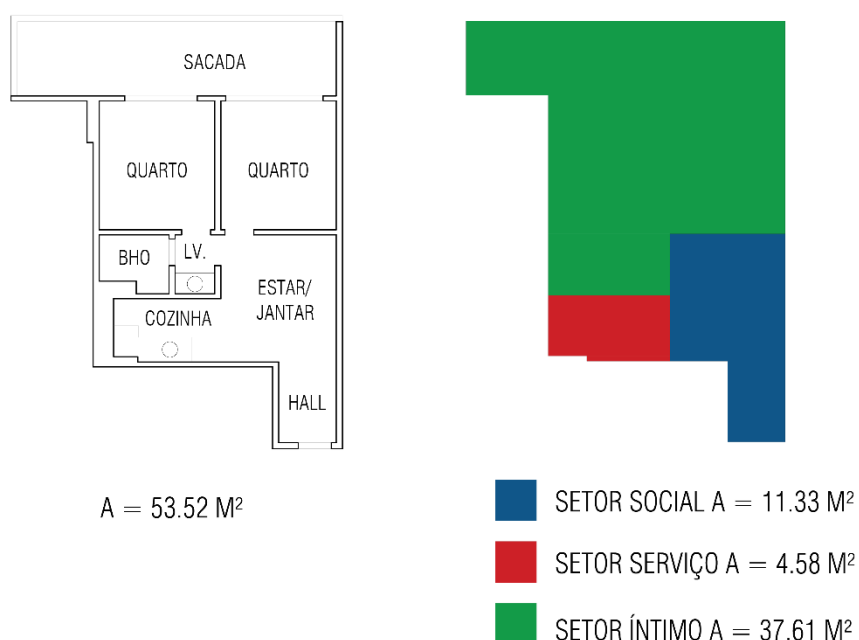 SACADA
QUARTO
QUARTO
BHO
LV.
ESTAR/
JANTAR
COZINHA
HALL
A = 53.52 M²
SETOR SOCIAL A = 11.33 M²
SETOR SERVIÇO A = 4.58 M²
SETOR ÍNTIMO A = 37.61 M²